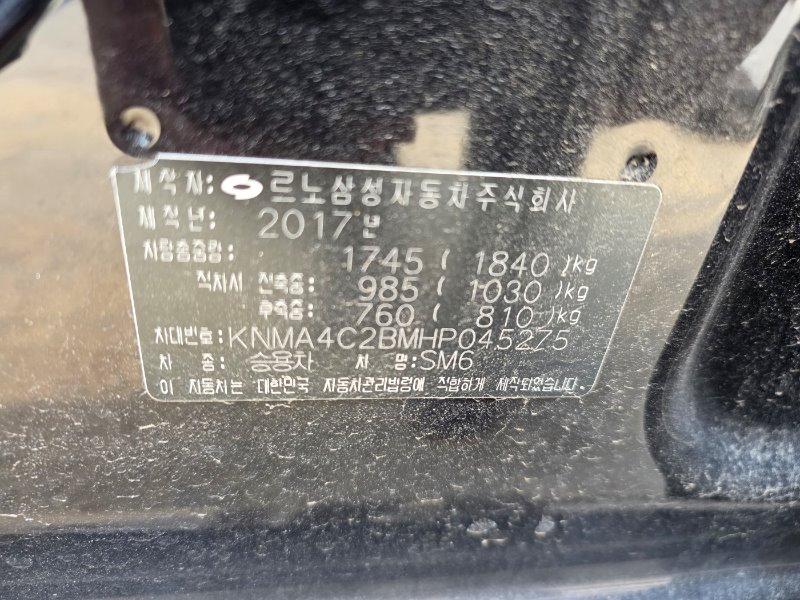 제작자: 르노삼성자동차주식회사
제작년: 2017년
차량총중량: 1745 ( 1840 )kg
적차시 전축중: 985 ( 1030 )kg
후축중: 760 ( 810 )kg
차대번호: KNMA4C2BMHP045275
차 종: 승용차 차 명: SM6
이 자동차는 대한민국 자동차관리법령에 적합하게 제작되었습니다.